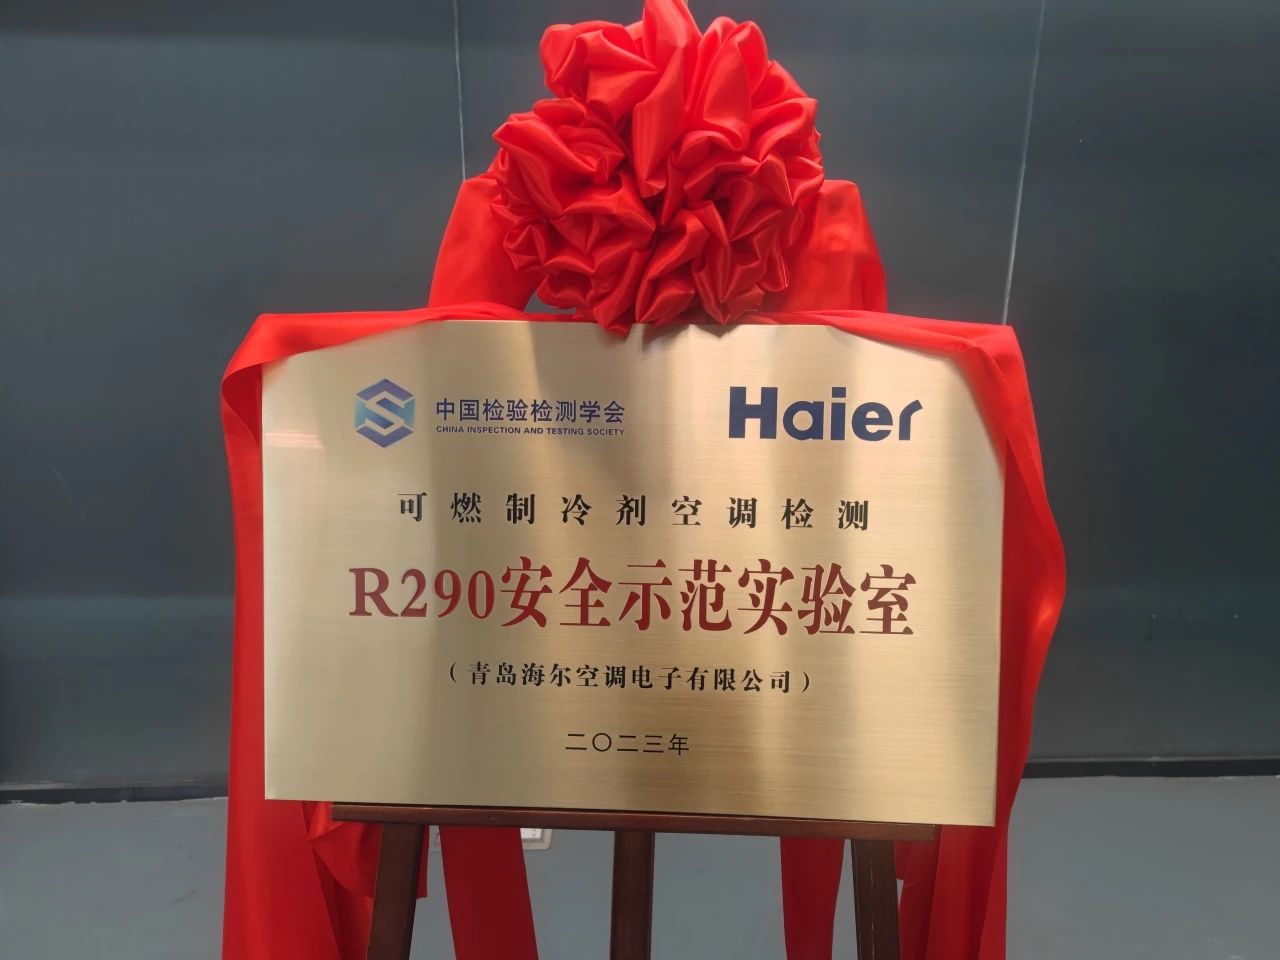 中国检验检测学会
CHINA INSPECTION AND TESTING SOCIETY
Haier
可燃制冷剂空调检测
R290安全示范实验室
（青岛海尔空调电子有限公司）
二〇二三年